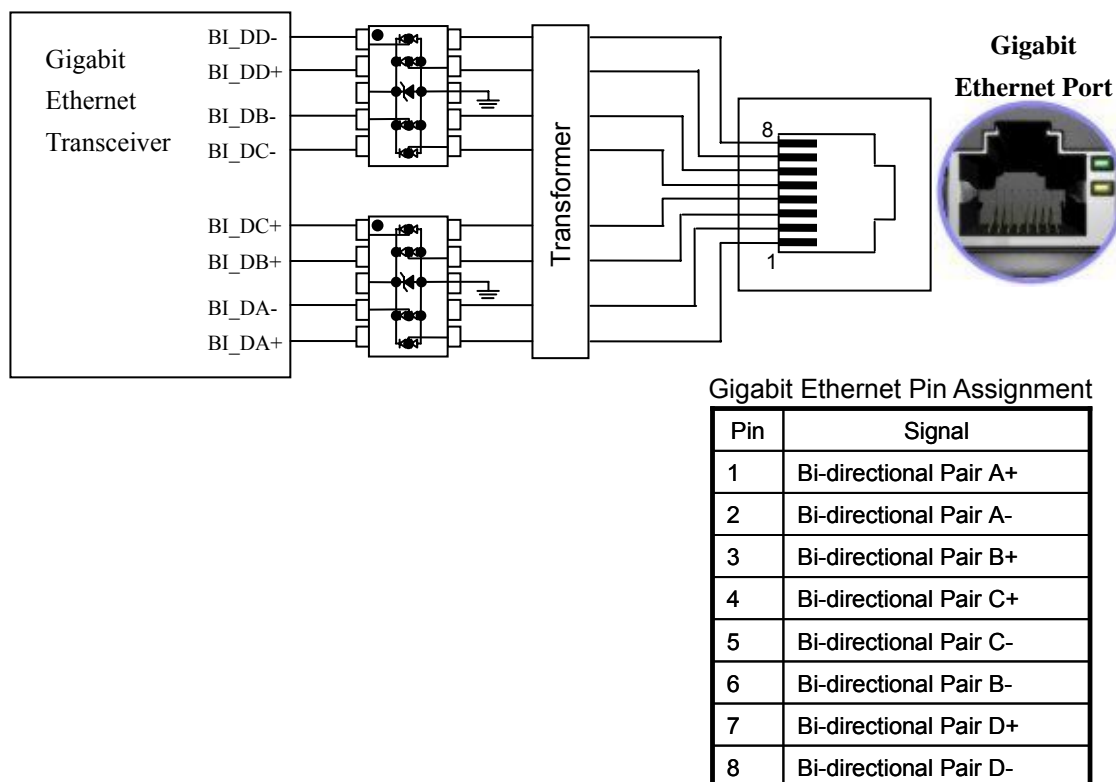 Gigabit
Ethernet
Transceiver
BI_DD-
BI_DD+
BI_DB-
BI_DC-
BI_DC+
BI_DB+
BI_DA-
BI_DA+
Transformer
8
1
Gigabit
Ethernet Port
Gigabit Ethernet Pin Assignment
Pin Signal
1 Bi-directional Pair A+
2 Bi-directional Pair A-
3 Bi-directional Pair B+
4 Bi-directional Pair C+
5 Bi-directional Pair C-
6 Bi-directional Pair B-
7 Bi-directional Pair D+
8 Bi-directional Pair D-